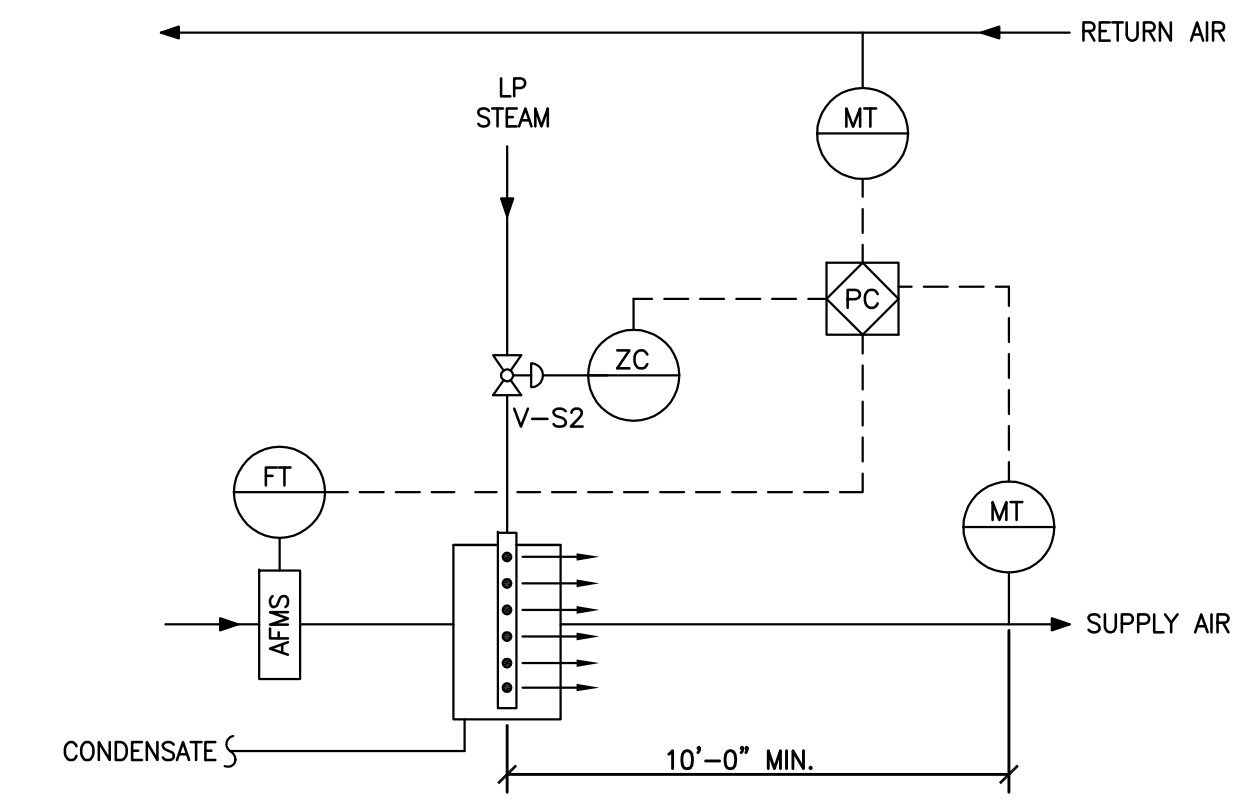 RETURN AIR
LP
STEAM
MT
PC
ZC
V-S2
FT
MT
AFMS
SUPPLY AIR
CONDENSATE
10'-0" MIN.